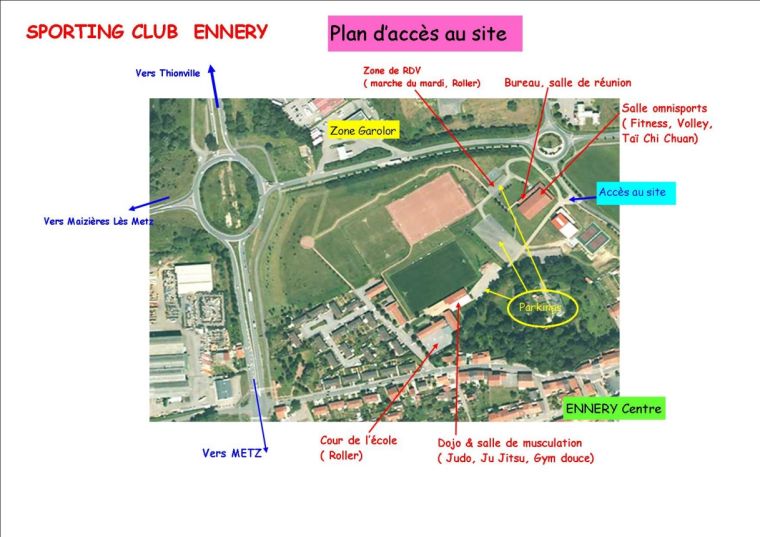 SPORTING CLUB ENNERY
Plan d'accès au site
Vers Thionville
Zone de RDV
( marche du mardi, Roller)
Bureau, salle de réunion
Salle omnisports
( Fitness, Volley,
Taï Chi Chuan)
Zone Garolor
Accès au site
Vers Maizières Lès Metz
Parkings
ENNERY Centre
Cour de l'école
( Roller)
Dojo & salle de musculation
( Judo, Ju Jitsu, Gym douce)
Vers METZ